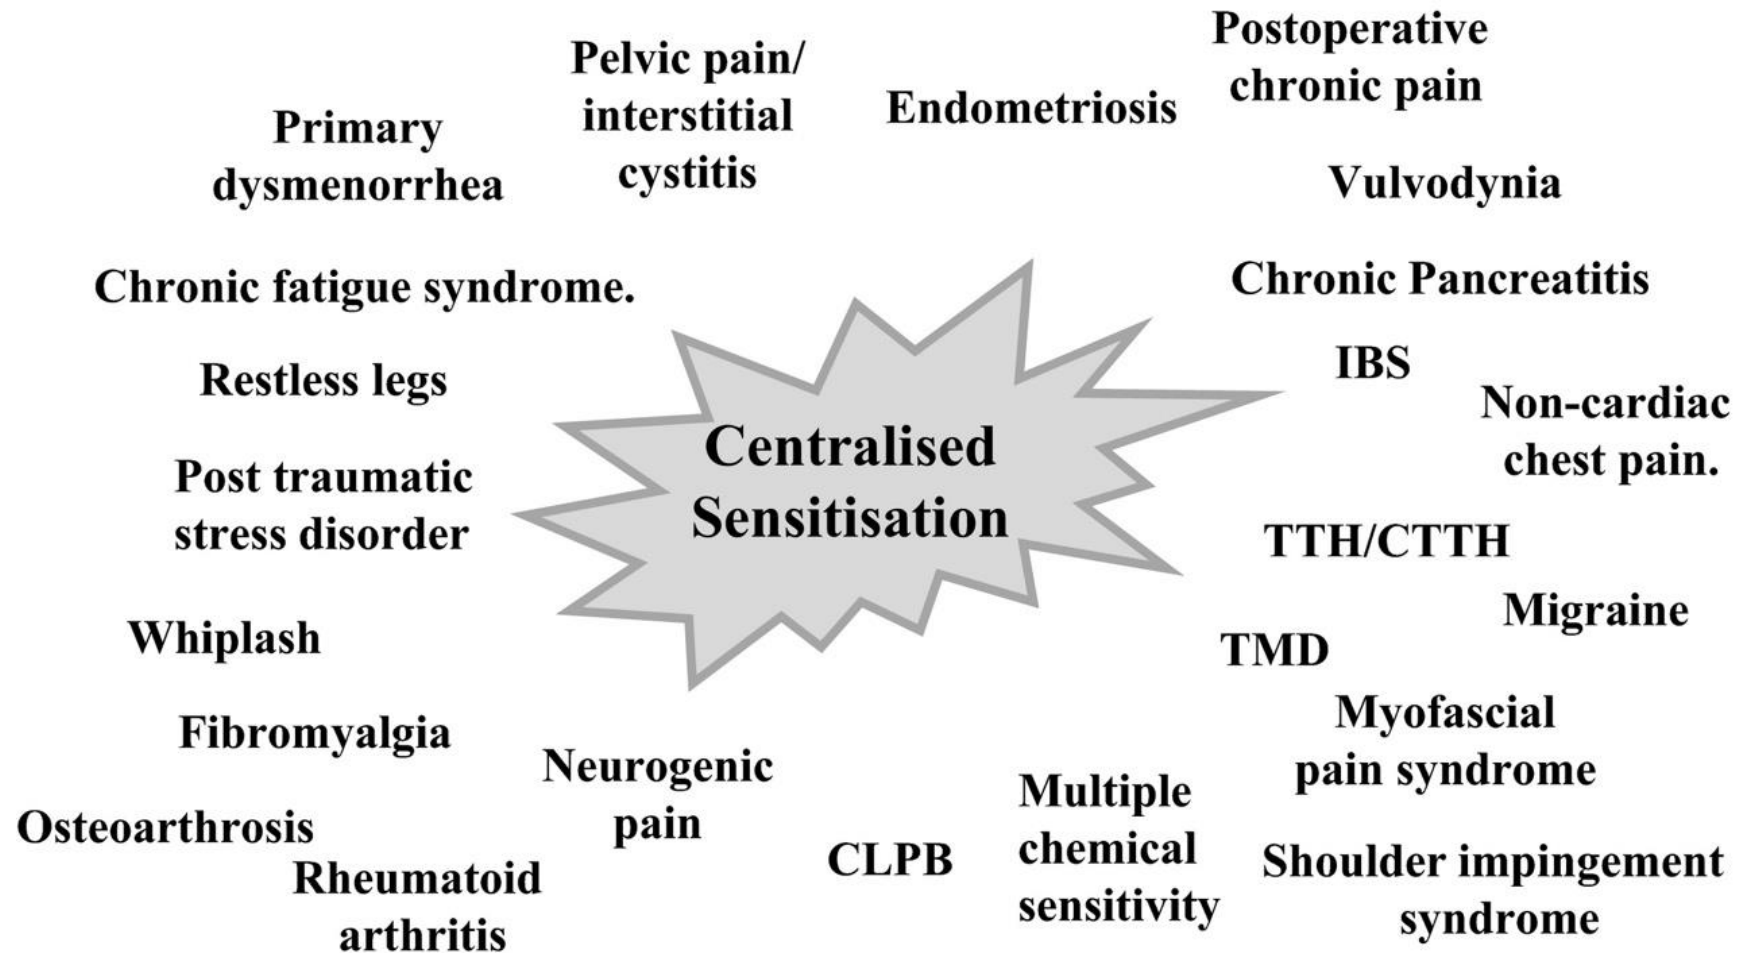 Postoperative
chronic pain
Pelvic pain/
interstitial
cystitis
Endometriosis
Primary
dysmenorrhea
Vulvodynia
Chronic fatigue syndrome.
Chronic Pancreatitis
Restless legs
IBS
Non-cardiac
chest pain.
Centralised
Sensitisation
Post traumatic
stress disorder
TTH/CTTH
Migraine
Whiplash
TMD
Myofascial
pain syndrome
Fibromyalgia
Neurogenic
pain
Multiple
chemical
sensitivity
Osteoarthrosis
CLPB
Shoulder impingement
syndrome
Rheumatoid
arthritis